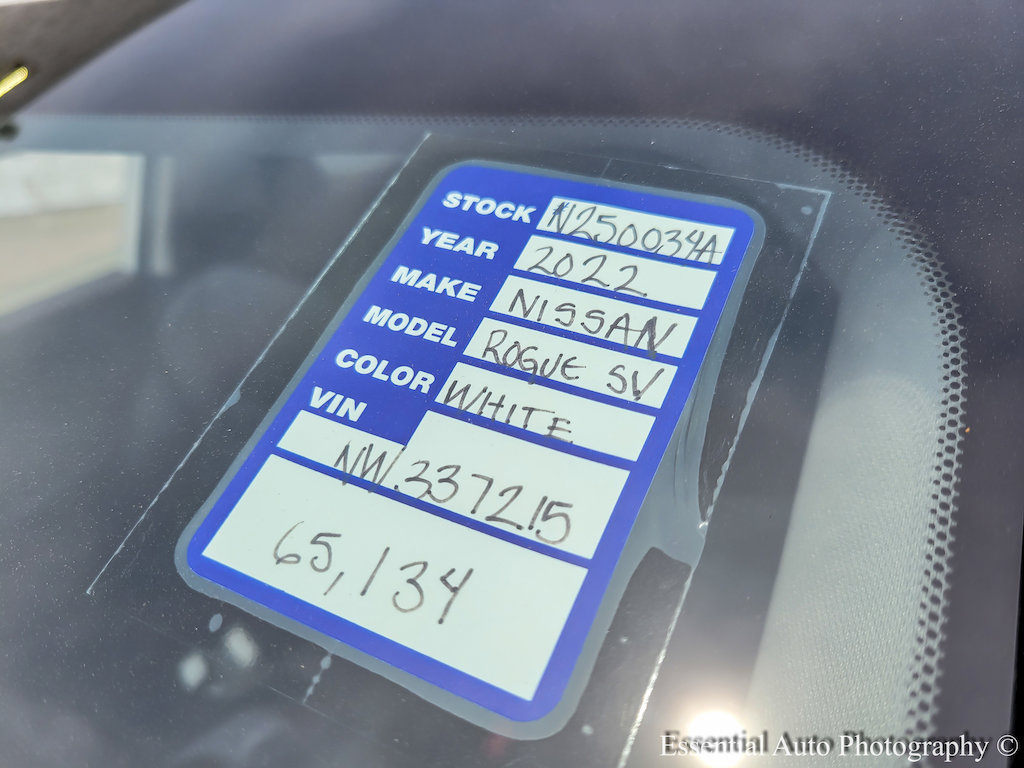 STOCK N250034A
YEAR 2022
MAKE NISSAN
MODEL ROGUE SV
COLOR WHITE
VIN
NW337215
65,134
Essential Auto Photography ©